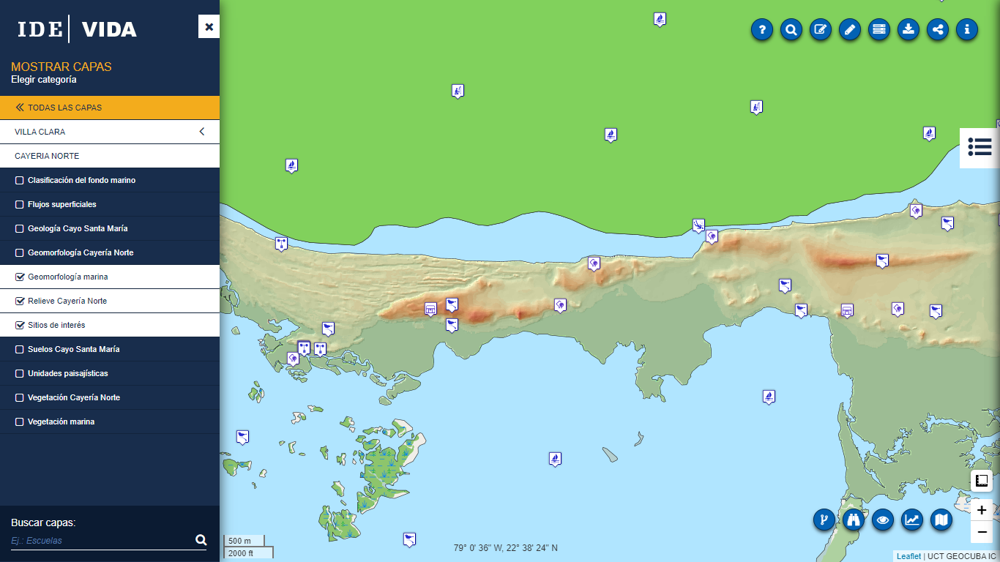 IDE VIDA
MOSTRAR CAPAS
Elegir categoría
TODAS LAS CAPAS
VILLA CLARA
CAYERIA NORTE
Clasificación del fondo marino
Flujos superficiales
Geología Cayo Santa María
Geomorfología Cayería Norte
Geomorfología marina
Relieve Cayería Norte
Sitios de interés
Suelos Cayo Santa María
Unidades paisajísticas
Vegetación Cayería Norte
Vegetación marina
Buscar capas:
Ej.: Escuelas
500 m
2000 ft
79° 0' 36" W, 22° 38' 24" N
Leaflet | UCT GEOCUBA IC